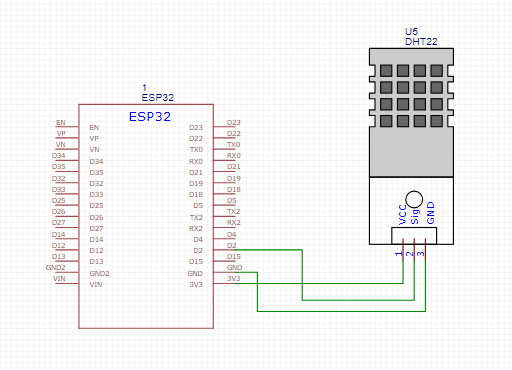 U5
DHT22
1
ESP32
ESP32
EN EN D23 D23
VP VP D22 D22
VN VN TX0 TX0
D34 D34 RX0 RX0
D35 D35 D21 D21
D32 D32 D19 D19
D33 D33 D18 D18
D25 D25 D5 D5
D26 D26 TX2 TX2
D27 D27 RX2 RX2
D14 D14 D4 D4
D12 D12 D2 D2
D13 D13 D15 D15
GND2 GND2 GND GND
VIN VIN 3V3 3V3
VCC
Sig
GND
1
2
3